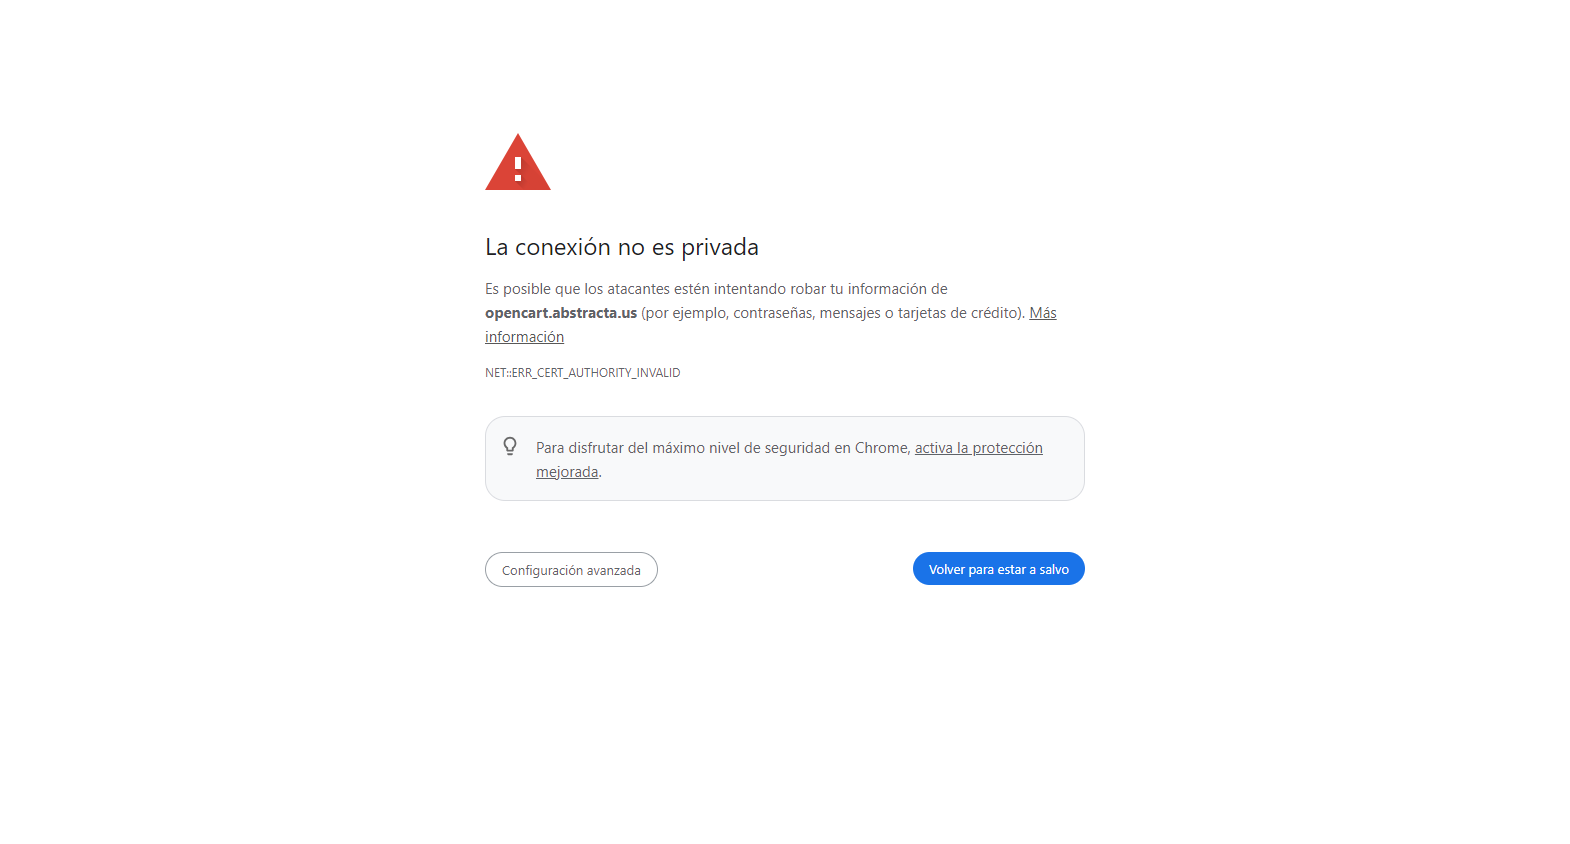 La conexión no es privada
Es posible que los atacantes estén intentando robar tu información de
opencart.abstracta.us (por ejemplo, contraseñas, mensajes o tarjetas de crédito). Más
información
NET::ERR_CERT_AUTHORITY_INVALID
Para disfrutar del máximo nivel de seguridad en Chrome, activa la protección
mejorada.
Configuración avanzada
Volver para estar a salvo